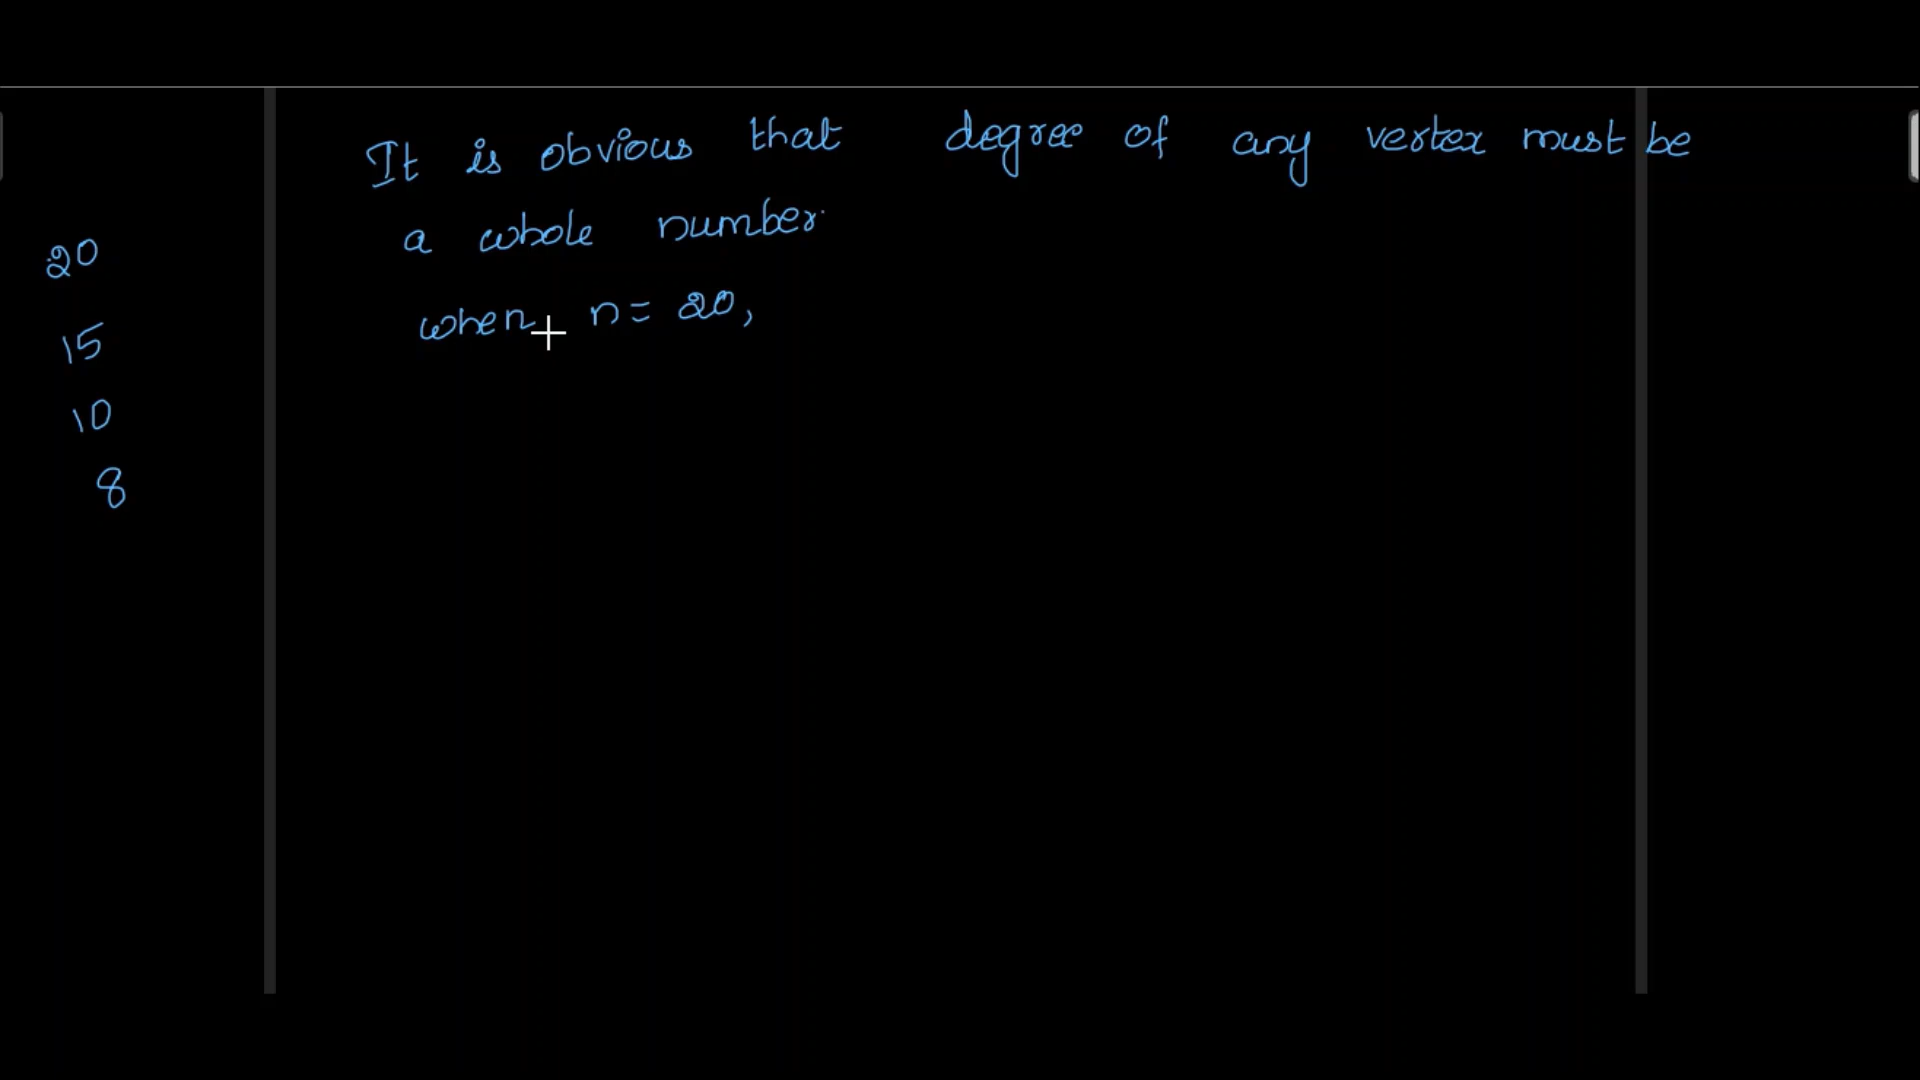 It is obvious that degree of any vertex must be
a whole number.
when n = 20,
20
15
10
8